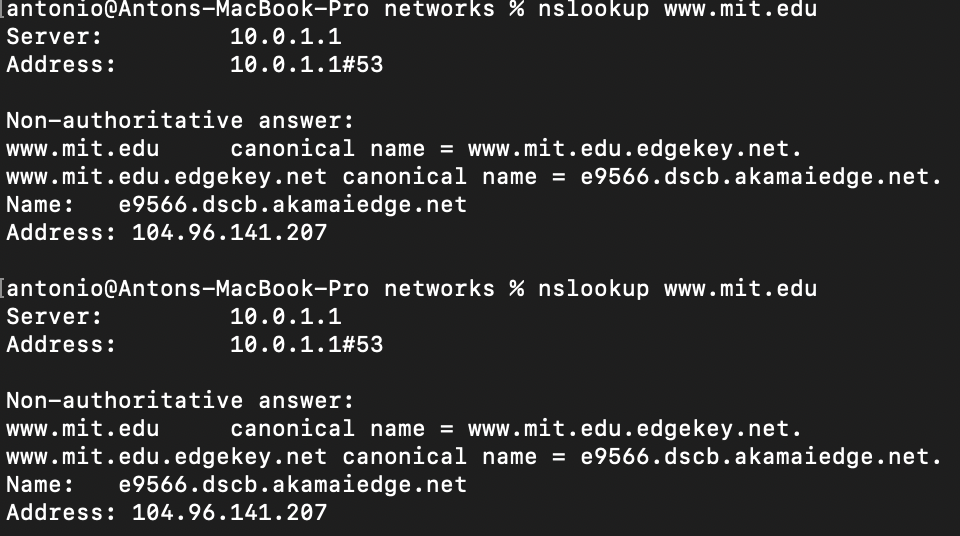 [antonio@Antons-MacBook-Pro networks % nslookup www.mit.edu
Server: 10.0.1.1
Address: 10.0.1.1#53
Non-authoritative answer:
www.mit.edu canonical name = www.mit.edu.edgekey.net.
www.mit.edu.edgekey.net canonical name = e9566.dscb.akamaiedge.net.
Name: e9566.dscb.akamaiedge.net
Address: 104.96.141.207
[antonio@Antons-MacBook-Pro networks % nslookup www.mit.edu
Server: 10.0.1.1
Address: 10.0.1.1#53
Non-authoritative answer:
www.mit.edu canonical name = www.mit.edu.edgekey.net.
www.mit.edu.edgekey.net canonical name = e9566.dscb.akamaiedge.net.
Name: e9566.dscb.akamaiedge.net
Address: 104.96.141.207